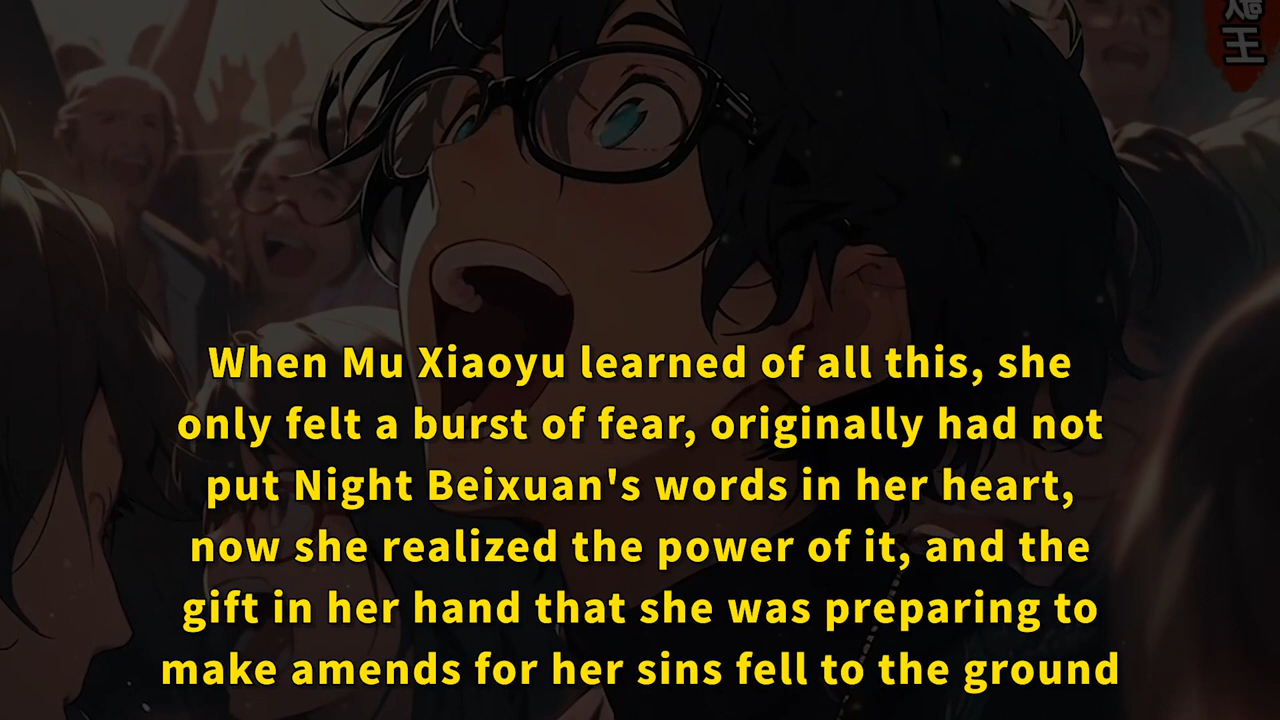 王
When Mu Xiaoyu learned of all this, she
only felt a burst of fear, originally had not
put Night Beixuan's words in her heart,
now she realized the power of it, and the
gift in her hand that she was preparing to
make amends for her sins fell to the ground